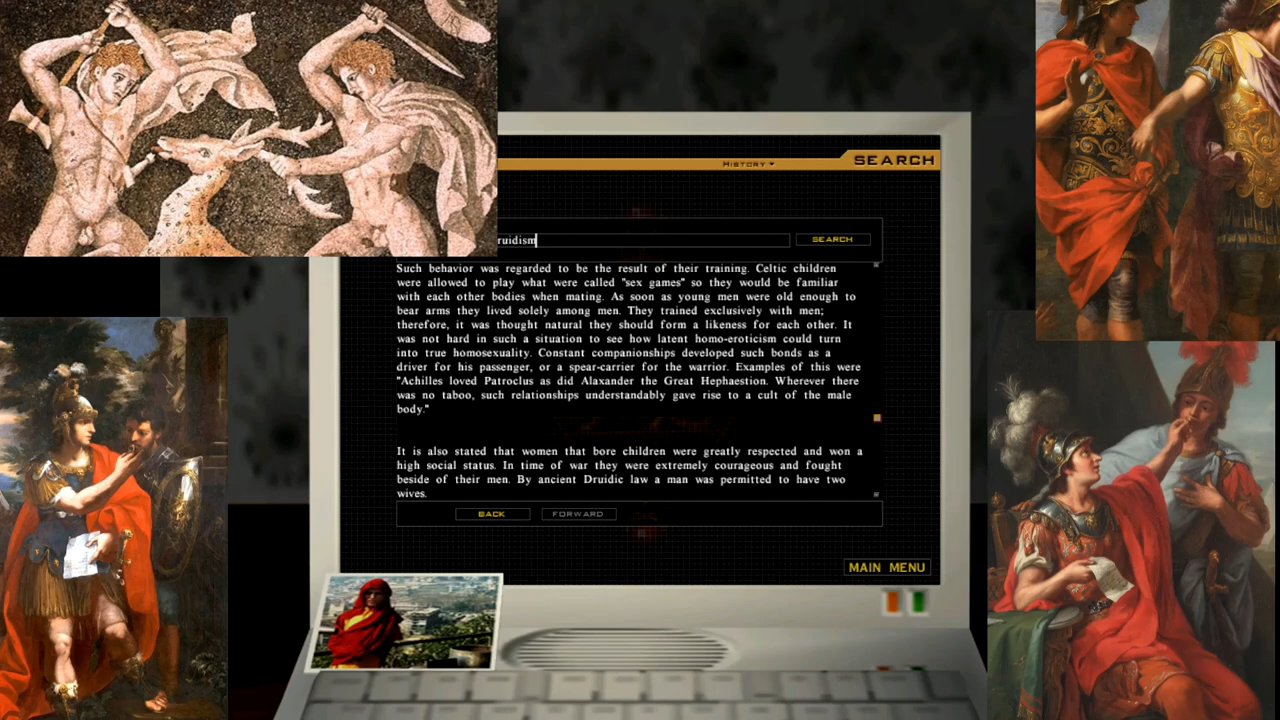 HISTORY
SEARCH
ruidism
SEARCH
Such behavior was regarded to be the result of their training. Celtic children
were allowed to play what were called "sex games" so they would be familiar
with each other bodies when mating. As soon as young men were old enough to
bear arms they lived solely among men. They trained exclusively with men;
therefore, it was thought natural they should form a likeness for each other. It
was not hard in such a situation to see how latent homo-eroticism could turn
into true homosexuality. Constant companionships developed such bonds as a
driver for his passenger, or a spear-carrier for the warrior. Examples of this were
"Achilles loved Patroclus as did Alaxander the Great Hephaestion. Wherever there
was no taboo, such relationships understandably gave rise to a cult of the male
body."
It is also stated that women that bore children were greatly respected and won a
high social status. In time of war they were extremely courageous and fought
beside of their men. By ancient Druidic law a man was permitted to have two
wives.
BACK
FORWARD
MAIN MENU